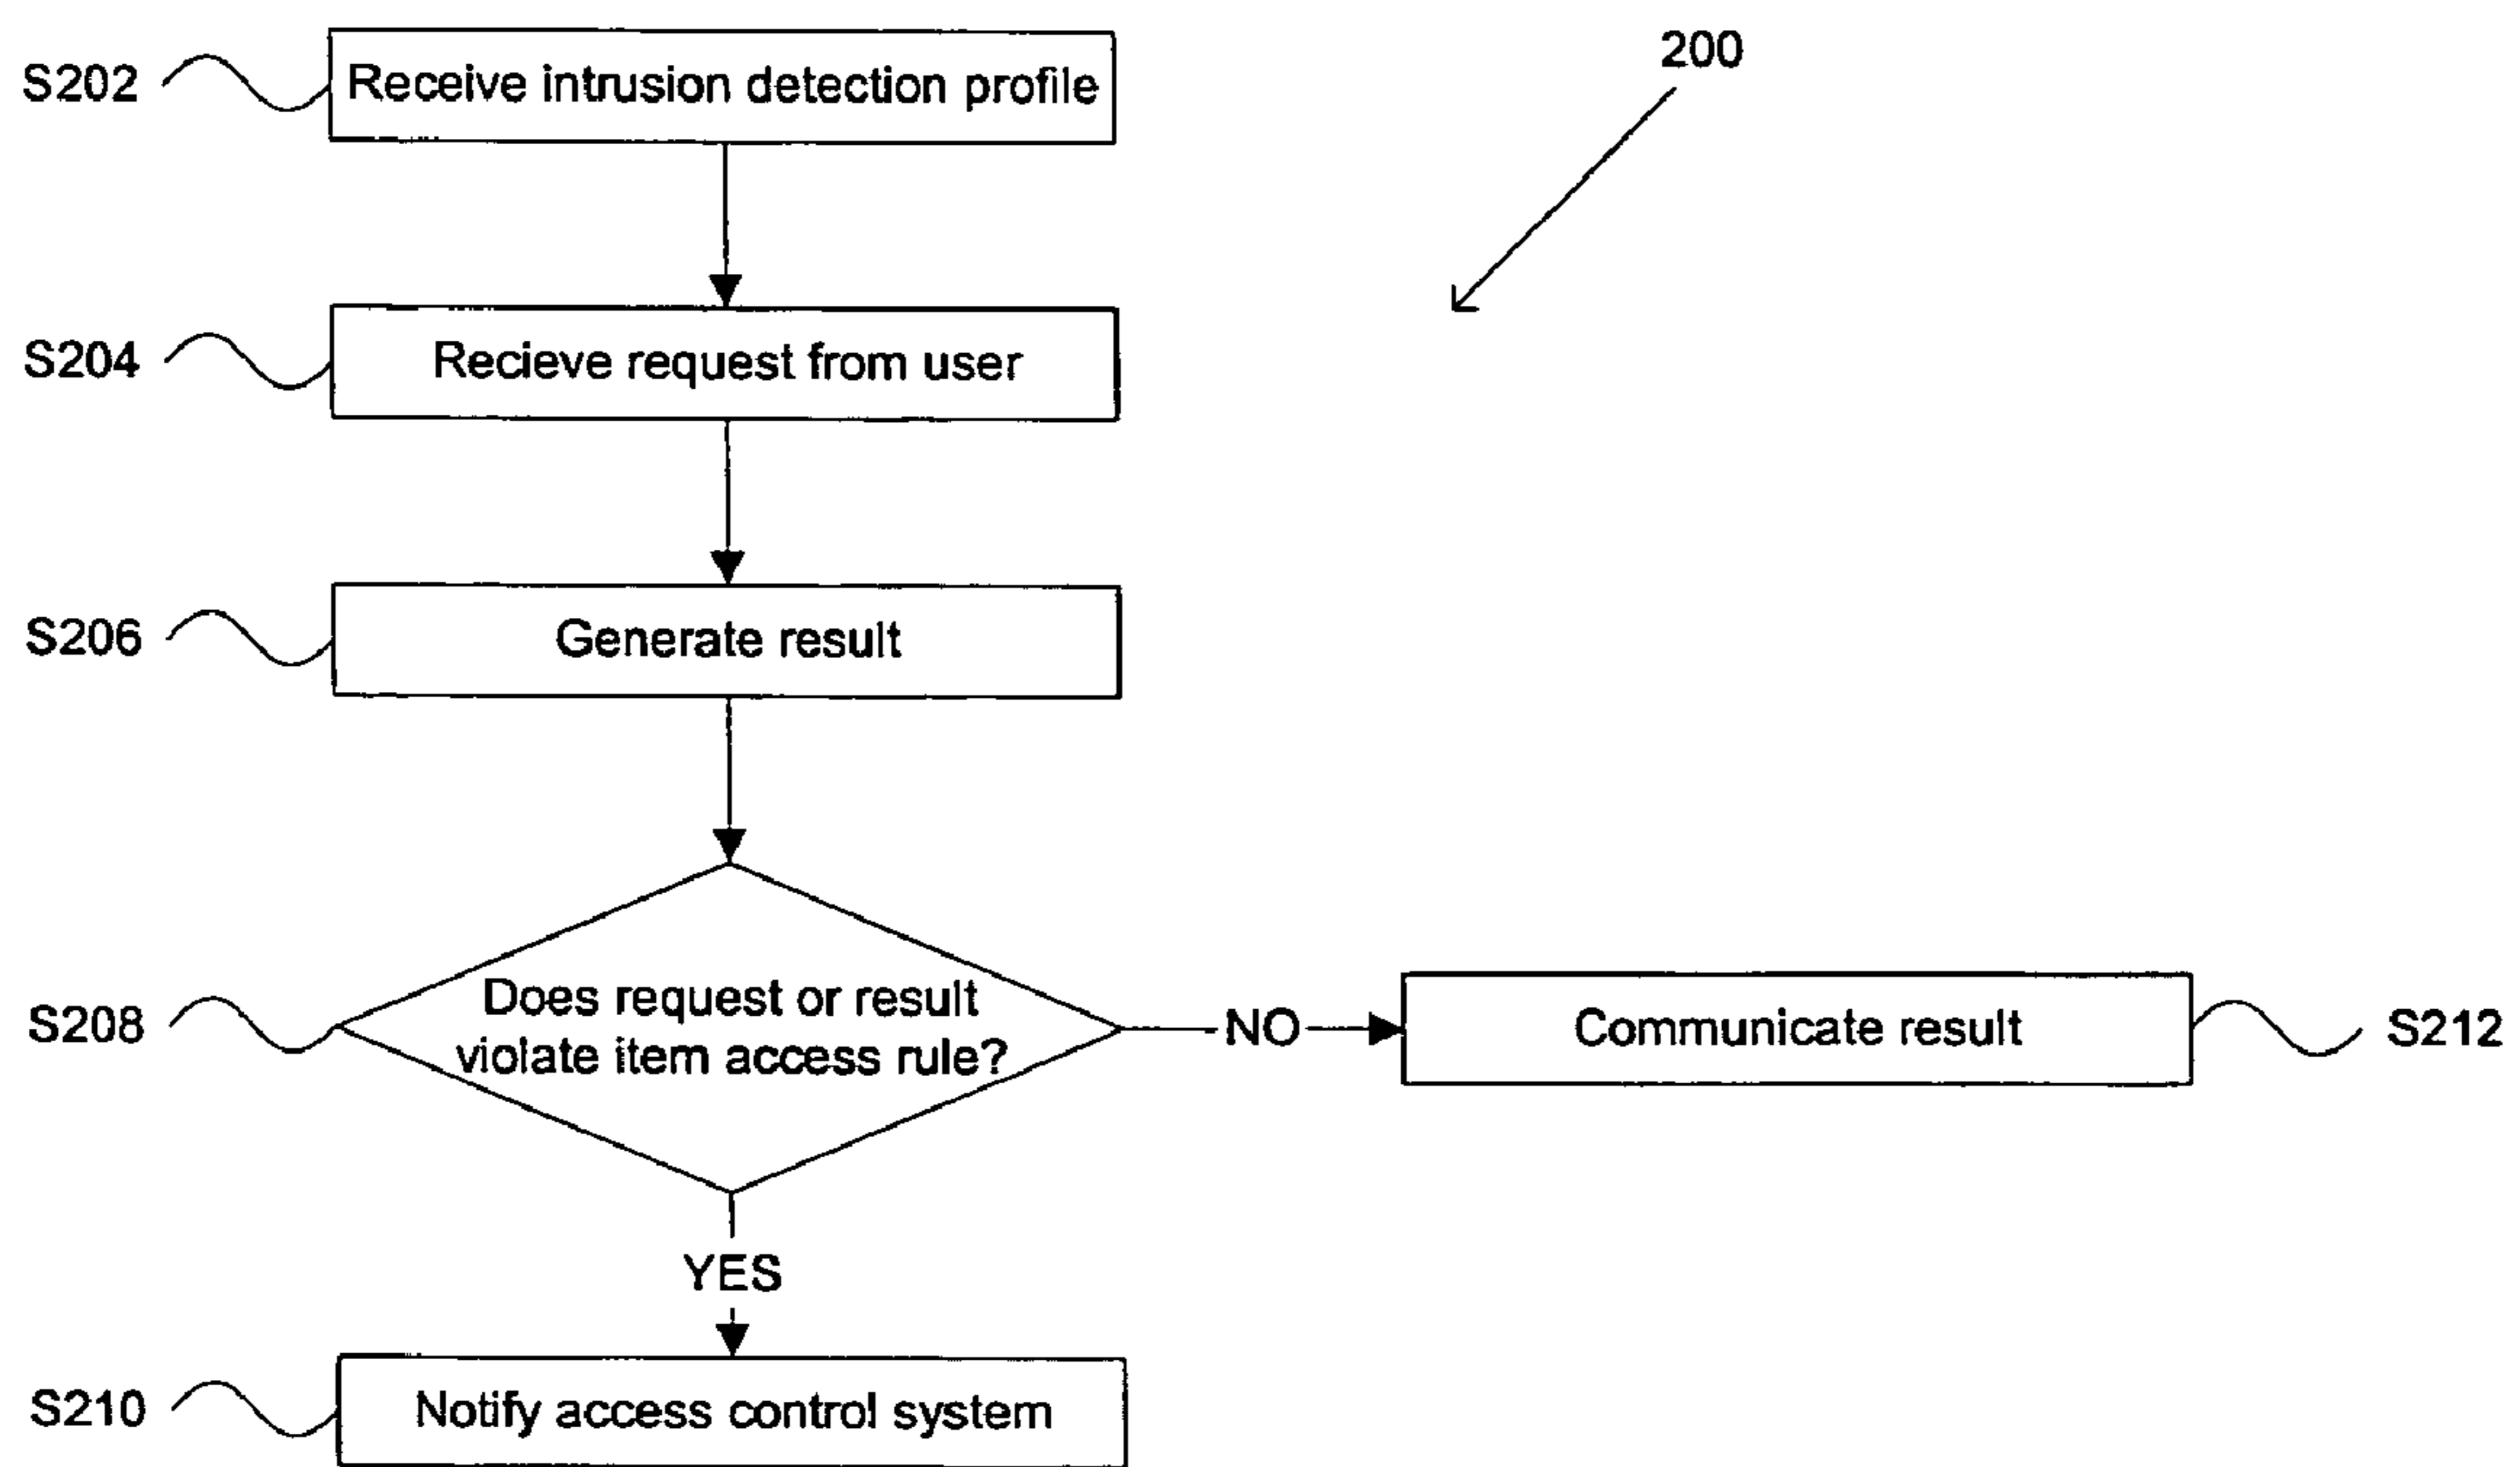 200
S202
Receive intrusion detection profile
S204
Recieve request from user
S206
Generate result
S208
Does request or result
violate item access rule?
NO
Communicate result
S212
YES
S210
Notify access control system